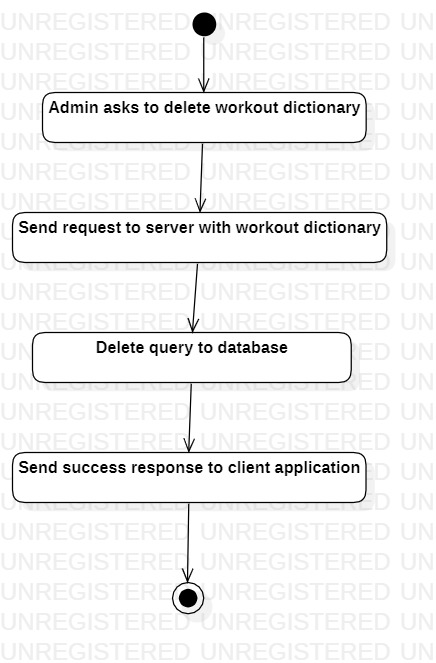 UNREGISTERED UNREGISTERED UN
Admin asks to delete workout dictionary
Send request to server with workout dictionary
Delete query to database
Send success response to client application